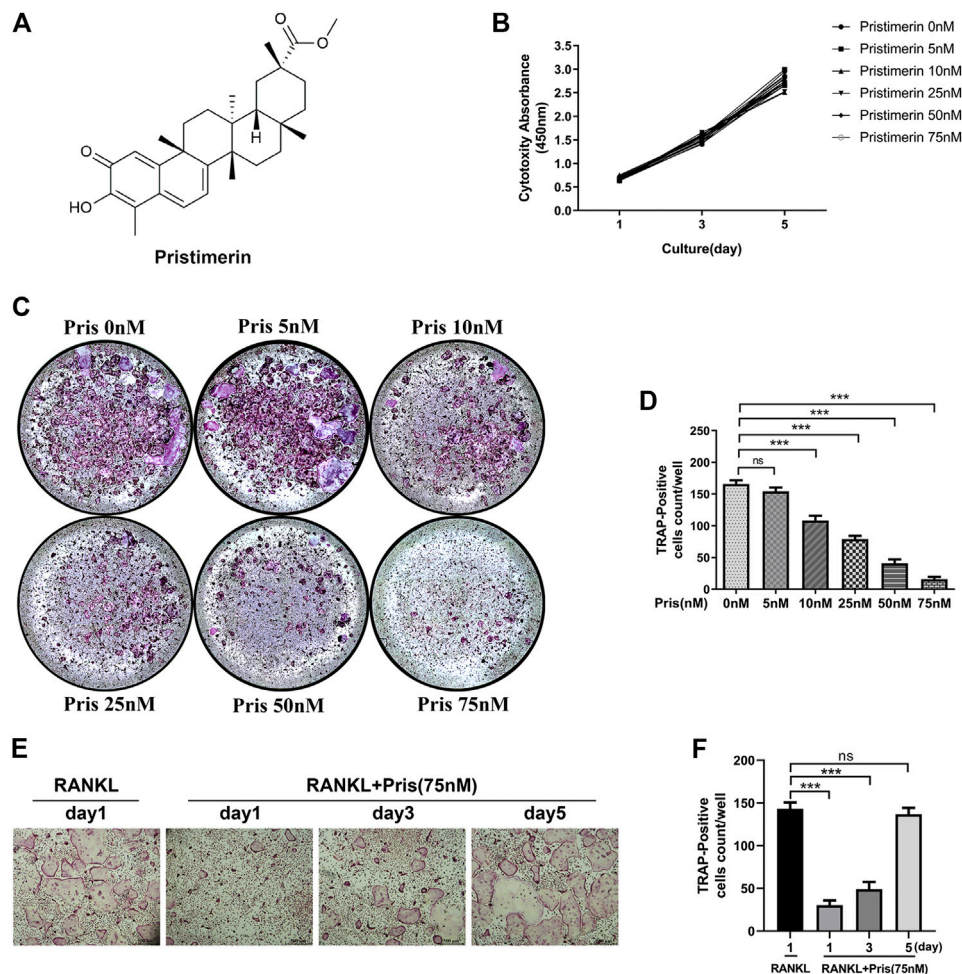 A
O
O
H
O
HO
Pristimerin
B
Cytotoxity Absorbance
(450nm)
3.5
3.0
2.5
2.0
1.5
1.0
0.5
0.0
1 3 5
Culture(day)
Pristimerin 0nM
Pristimerin 5nM
Pristimerin 10nM
Pristimerin 25nM
Pristimerin 50nM
Pristimerin 75nM
C
Pris 0nM Pris 5nM Pris 10nM
Pris 25nM Pris 50nM Pris 75nM
D
TRAP-Positive
cells count/well
250
200
150
100
50
0
***
***
***
***
ns
Pris(nM) 0nM 5nM 10nM 25nM 50nM 75nM
E
RANKL RANKL+Pris(75nM)
day1 day1 day3 day5
F
TRAP-Positive
cells count/well
200
150
100
50
0
ns
***
***
1 1 3 5 (day)
RANKL RANKL+Pris(75nM)